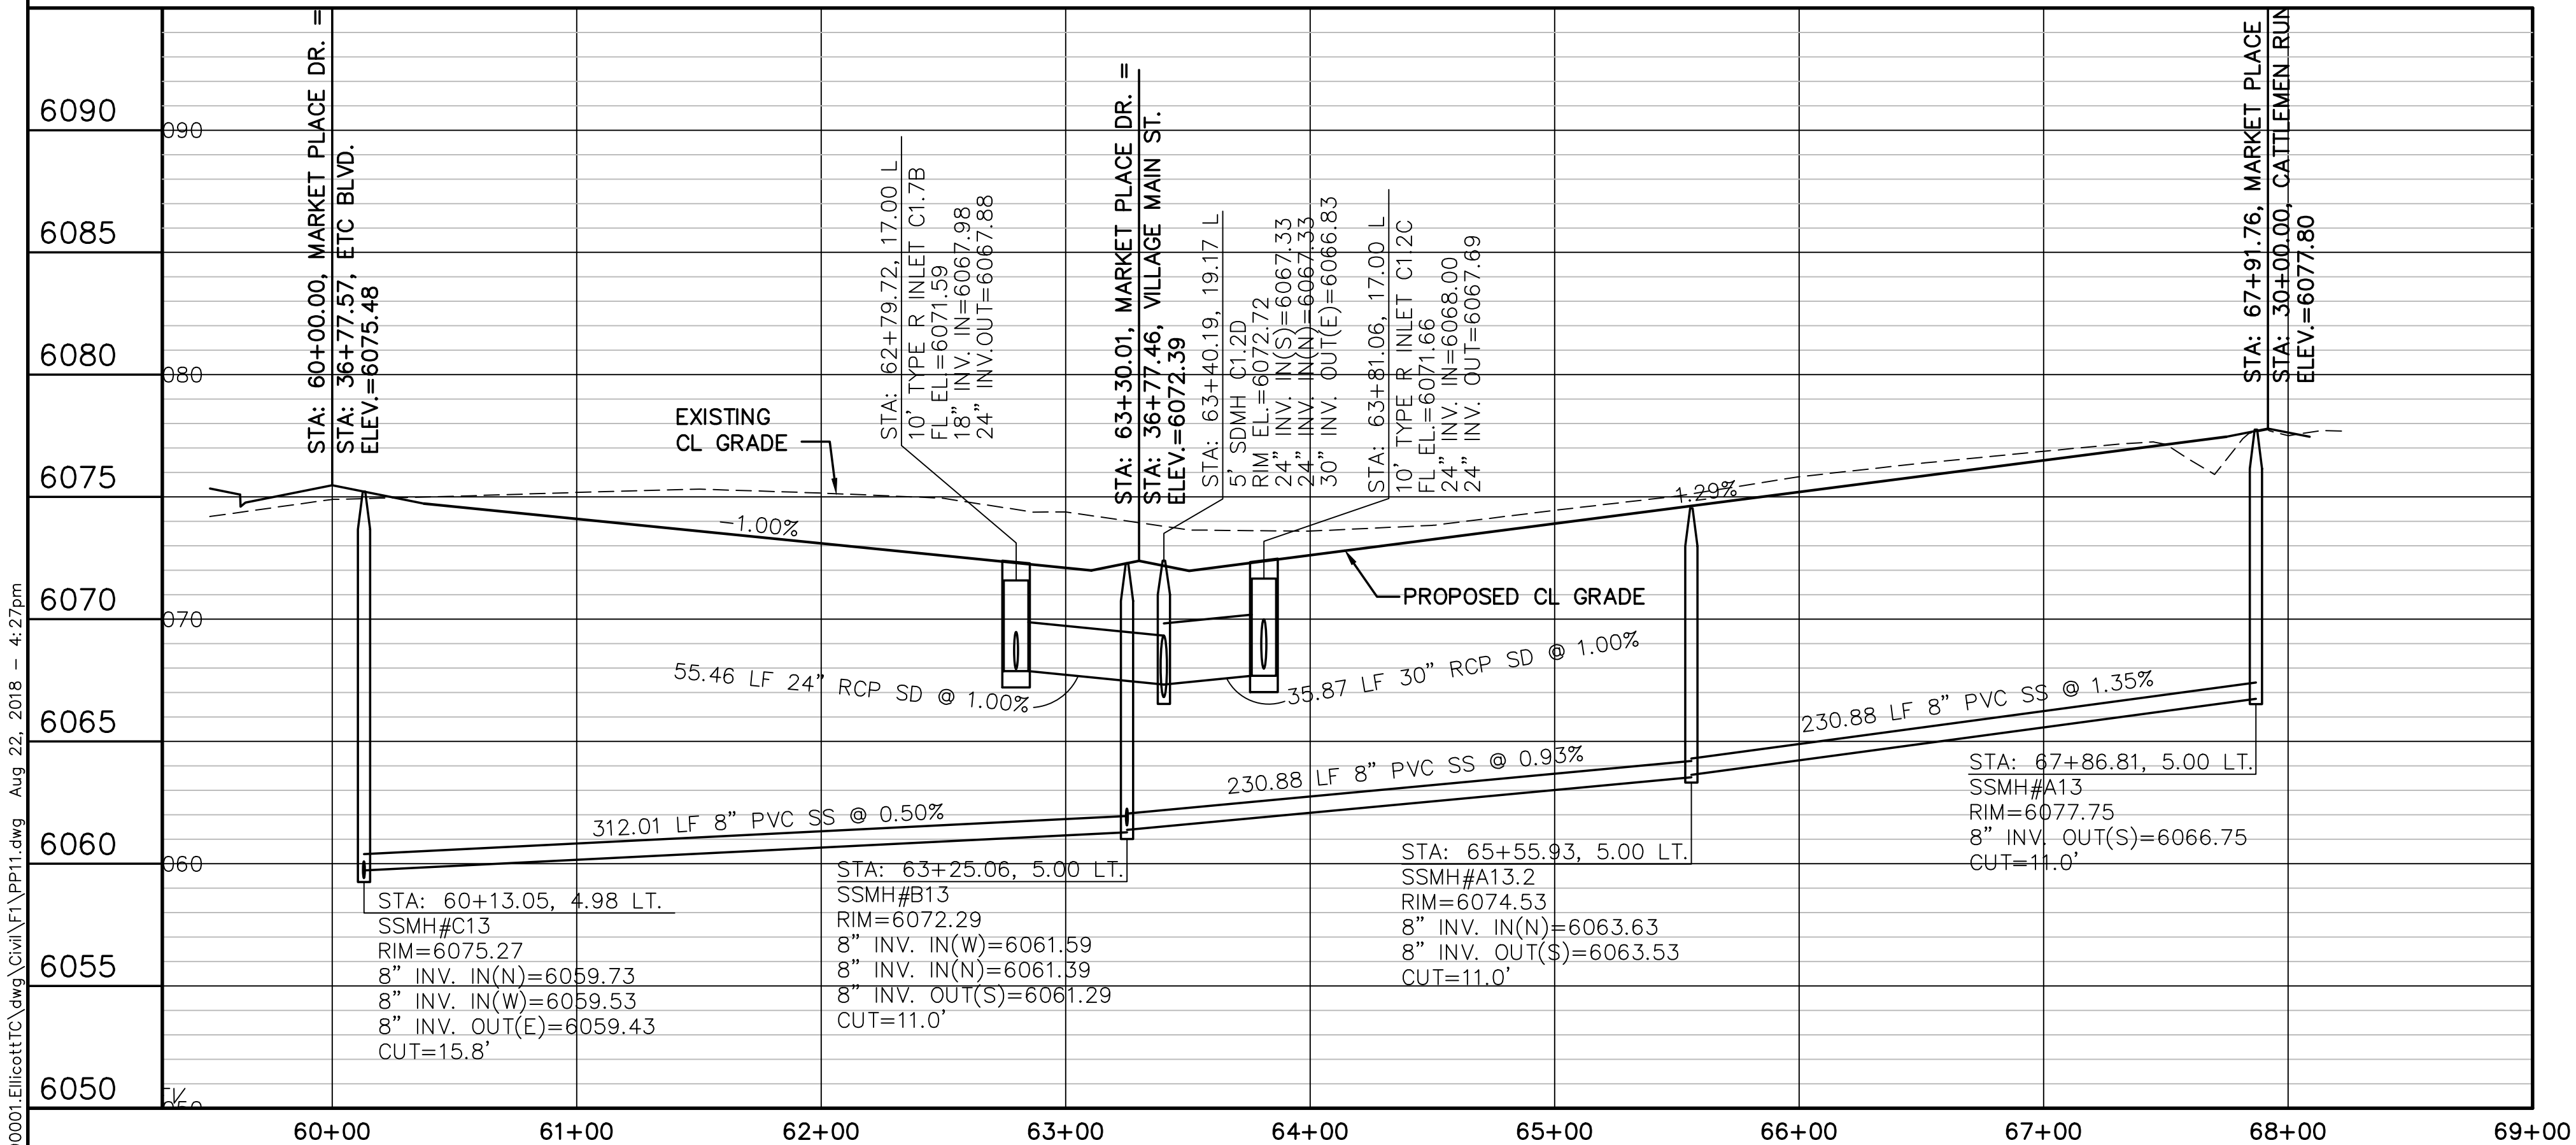 6090
6085
6080
6075
6070
6065
6060
6055
6050
090
080
070
060
STA: 60+00.00, MARKET PLACE DR. =
STA: 36+77.57, ETC BLVD.
ELEV.=6075.48
EXISTING
CL GRADE
STA: 62+79.72, 17.00 L
10' TYPE R INLET C1.7B
FL EL.=6071.59
18" INV. IN=6067.98
24" INV.OUT=6067.88
STA: 63+30.01, MARKET PLACE DR. =
STA: 36+77.46, VILLAGE MAIN ST.
ELEV.=6072.39
STA: 63+40.19, 19.17 L
5' SDMH C1.2D
RIM EL.=6072.72
24" INV. IN(S)=6067.33
24" INV. IN(N)=6067.33
30" INV. OUT(E)=6066.83
STA: 63+81.06, 17.00 L
10' TYPE R INLET C1.2C
FL EL.=6071.66
24" INV. IN=6068.00
24" INV. OUT=6067.69
STA: 67+91.76, MARKET PLACE
STA: 30+00.00, CATTLEMEN RUN
ELEV.=6077.80
-1.00%
1.29%
PROPOSED CL GRADE
55.46 LF 24" RCP SD @ 1.00%
35.87 LF 30" RCP SD @ 1.00%
312.01 LF 8" PVC SS @ 0.50%
230.88 LF 8" PVC SS @ 0.93%
230.88 LF 8" PVC SS @ 1.35%
STA: 60+13.05, 4.98 LT.
SSMH#C13
RIM=6075.27
8" INV. IN(N)=6059.73
8" INV. IN(W)=6059.53
8" INV. OUT(E)=6059.43
CUT=15.8'
STA: 63+25.06, 5.00 LT.
SSMH#B13
RIM=6072.29
8" INV. IN(W)=6061.59
8" INV. IN(N)=6061.39
8" INV. OUT(S)=6061.29
CUT=11.0'
STA: 65+55.93, 5.00 LT.
SSMH#A13.2
RIM=6074.53
8" INV. IN(N)=6063.63
8" INV. OUT(S)=6063.53
CUT=11.0'
STA: 67+86.81, 5.00 LT.
SSMH#A13
RIM=6077.75
8" INV. OUT(S)=6066.75
CUT=11.0'
60+00 61+00 62+00 63+00 64+00 65+00 66+00 67+00 68+00 69+00
00001.EllicottTC\dwg\Civil\F1\PP11.dwg Aug 22, 2018 - 4:27pm